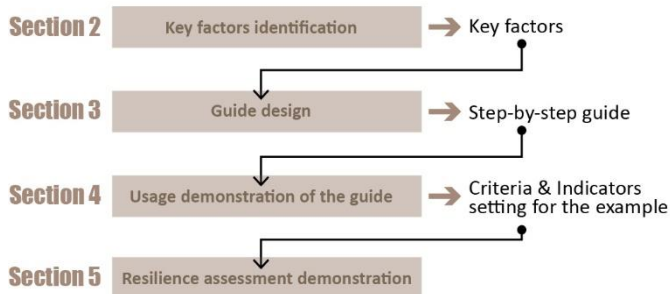 Section 2 Key factors identification Key factors
Section 3 Guide design Step-by-step guide
Section 4 Usage demonstration of the guide Criteria & Indicators
setting for the example
Section 5 Resilience assessment demonstration